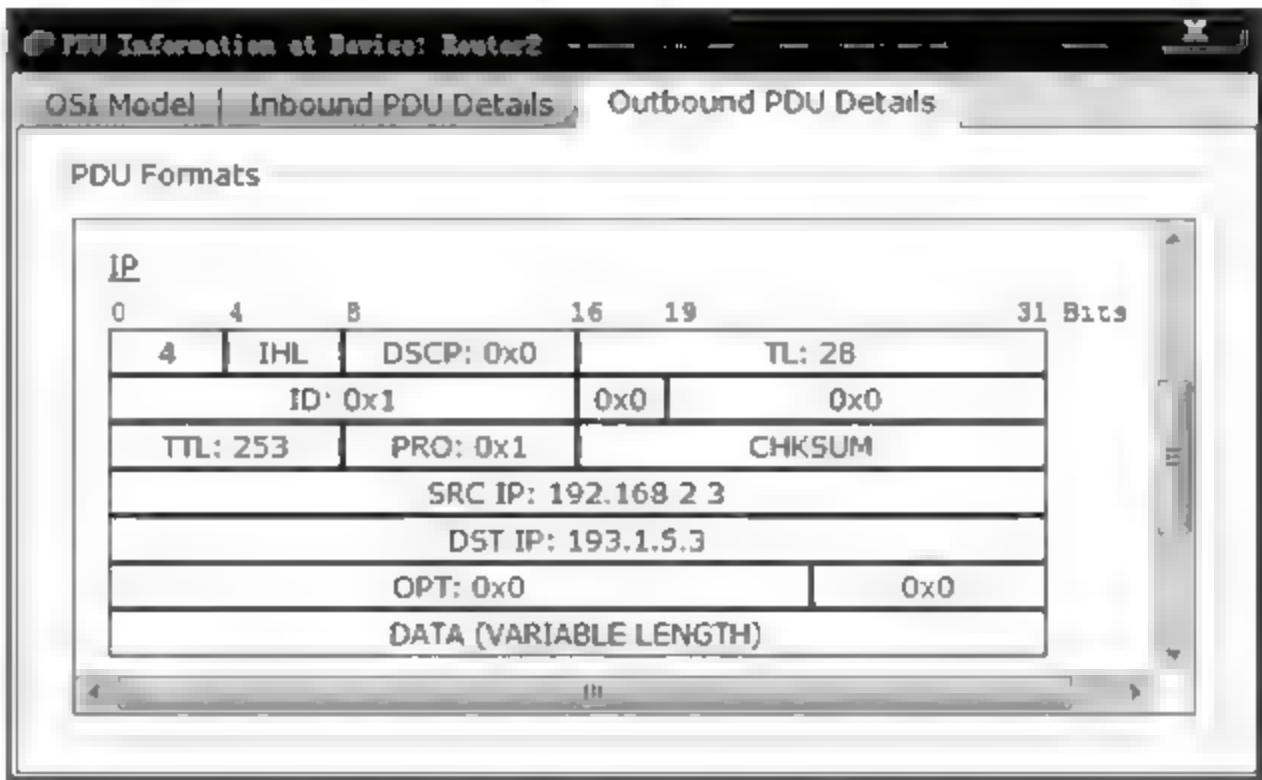 PDU Information at Device: Router2
OSI Model Inbound PDU Details Outbound PDU Details
PDU Formats
IP
0 4 8 16 19 31 Bits
4 IHL DSCP: 0x0 TL: 28
ID: 0x1 0x0 0x0
TTL: 253 PRO: 0x1 CHKSUM
SRC IP: 192.168 2 3
DST IP: 193.1.5.3
OPT: 0x0 0x0
DATA (VARIABLE LENGTH)